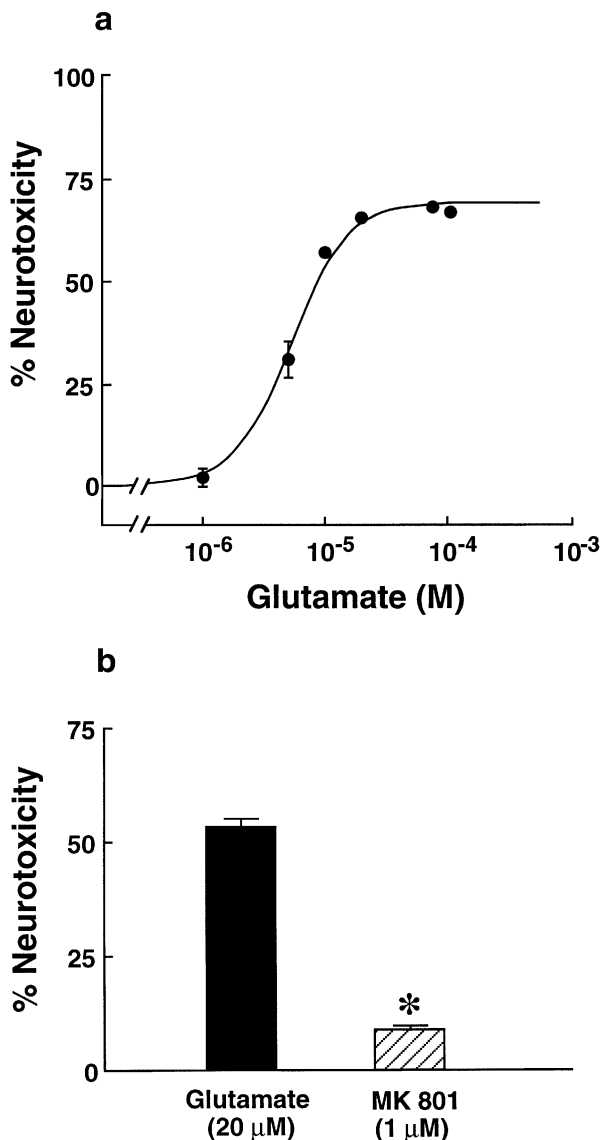 a
100
75
50
25
0
% Neurotoxicity
10-6 10-5 10-4 10-3
Glutamate (M)
b
75
50
25
0
% Neurotoxicity
*
Glutamate MK 801
(20 μM) (1 μM)